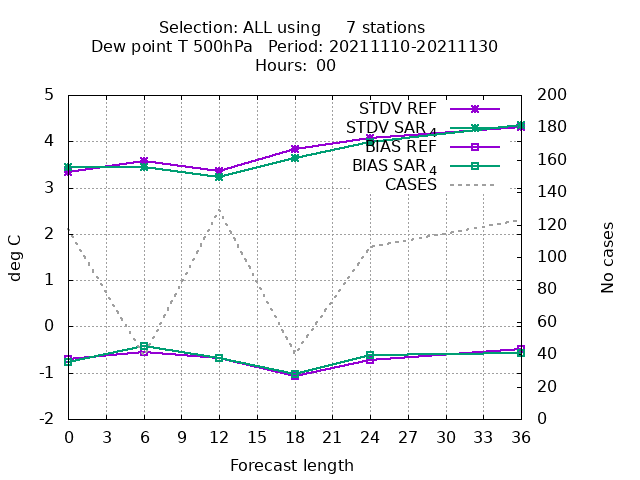 Selection: ALL using     7 stations
Dew point T 500hPa   Period: 20211110-20211130
Hours: 00
STDV REF
STDV SAR 4
BIAS REF
BIAS SAR 4
CASES
5
4
3
2
1
0
-1
-2
deg C
200
180
160
140
120
100
80
60
40
20
0
No cases
0 3 6 9 12 15 18 21 24 27 30 33 36
Forecast length